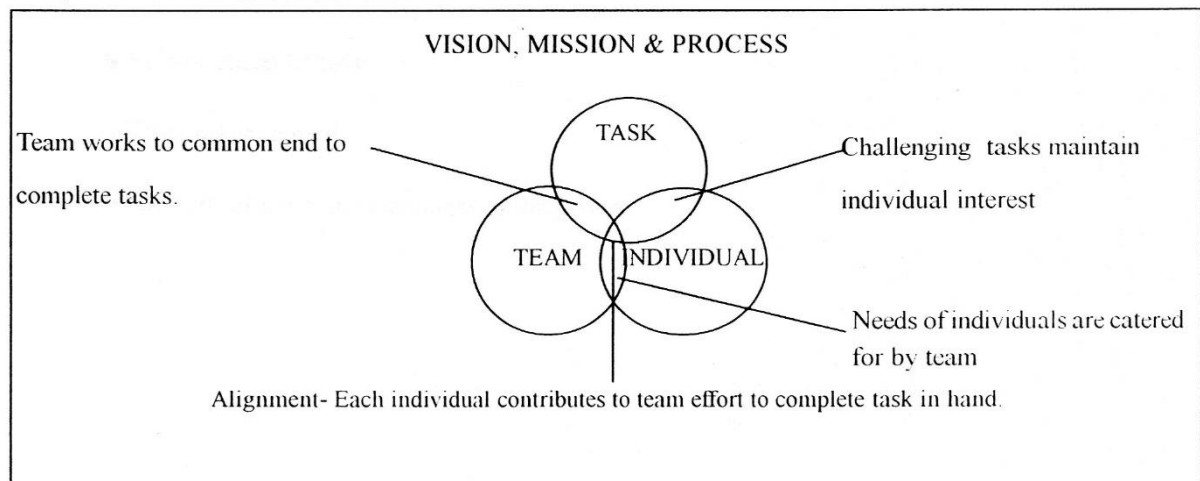 VISION, MISSION & PROCESS
TASK
Team works to common end to
complete tasks.
Challenging tasks maintain
individual interest
TEAM
INDIVIDUAL
Needs of individuals are catered
for by team
Alignment- Each individual contributes to team effort to complete task in hand.